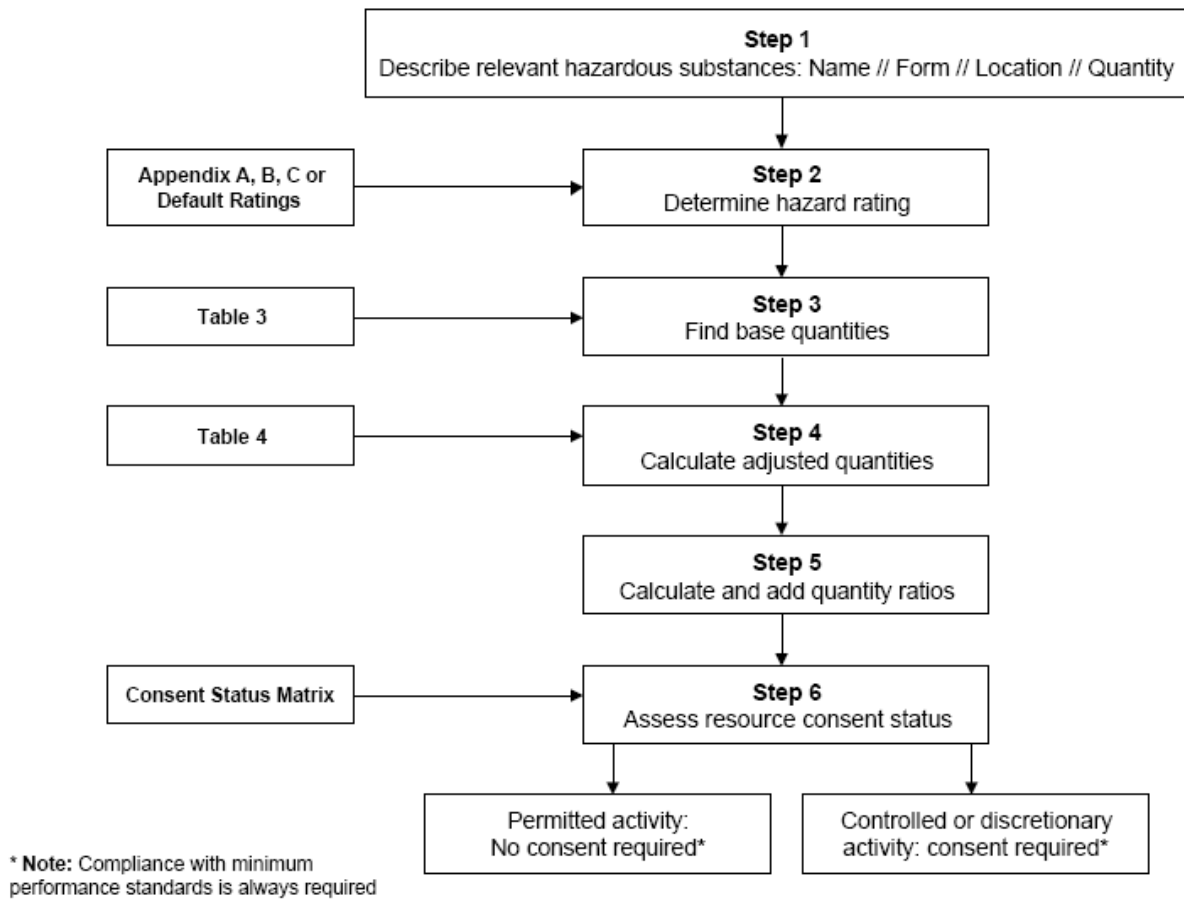 Step 1
Describe relevant hazardous substances: Name // Form // Location // Quantity
Appendix A, B, C or
Default Ratings
Step 2
Determine hazard rating
Table 3
Step 3
Find base quantities
Table 4
Step 4
Calculate adjusted quantities
Step 5
Calculate and add quantity ratios
Consent Status Matrix
Step 6
Assess resource consent status
Permitted activity:
No consent required*
Controlled or discretionary
activity: consent required*
* Note: Compliance with minimum
performance standards is always required